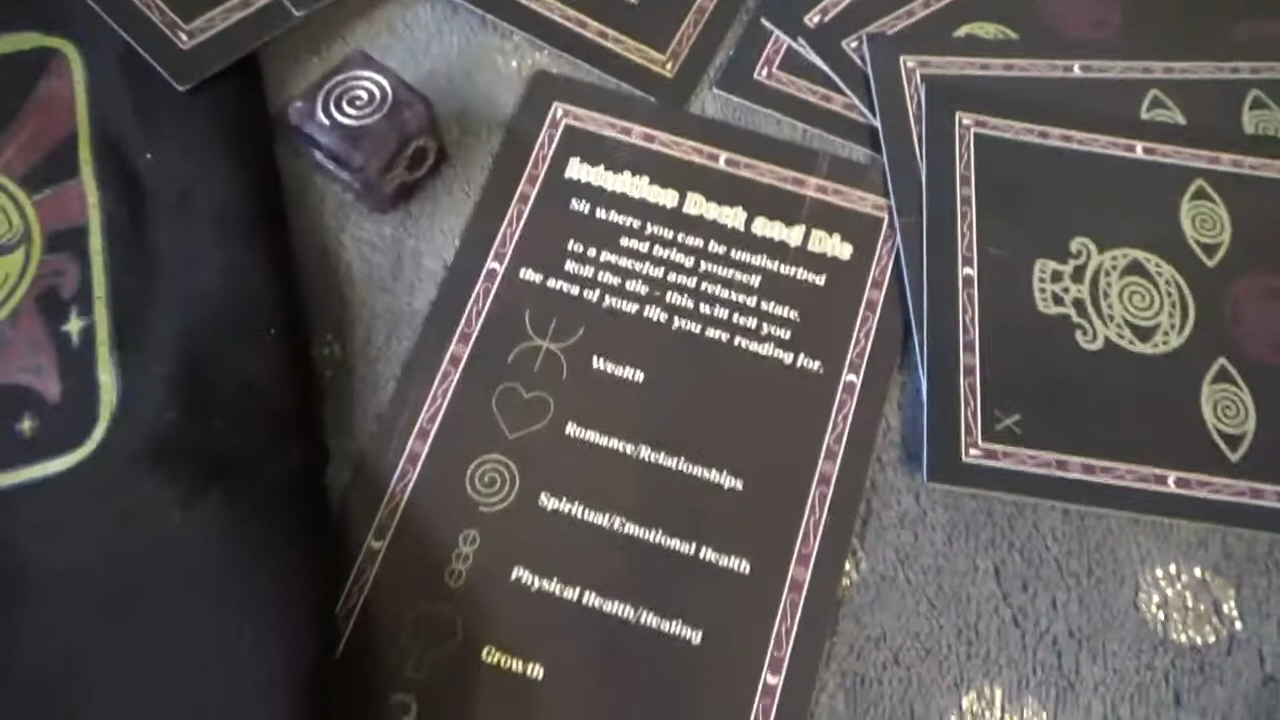 Intuition Deck and Die
Sit where you can be undisturbed
and bring yourself
to a peaceful and relaxed state.
Roll the die - this will tell you
the area of your life you are reading for.
Wealth
Romance/Relationships
Spiritual/Emotional Health
Physical Health/Healing
Growth
X